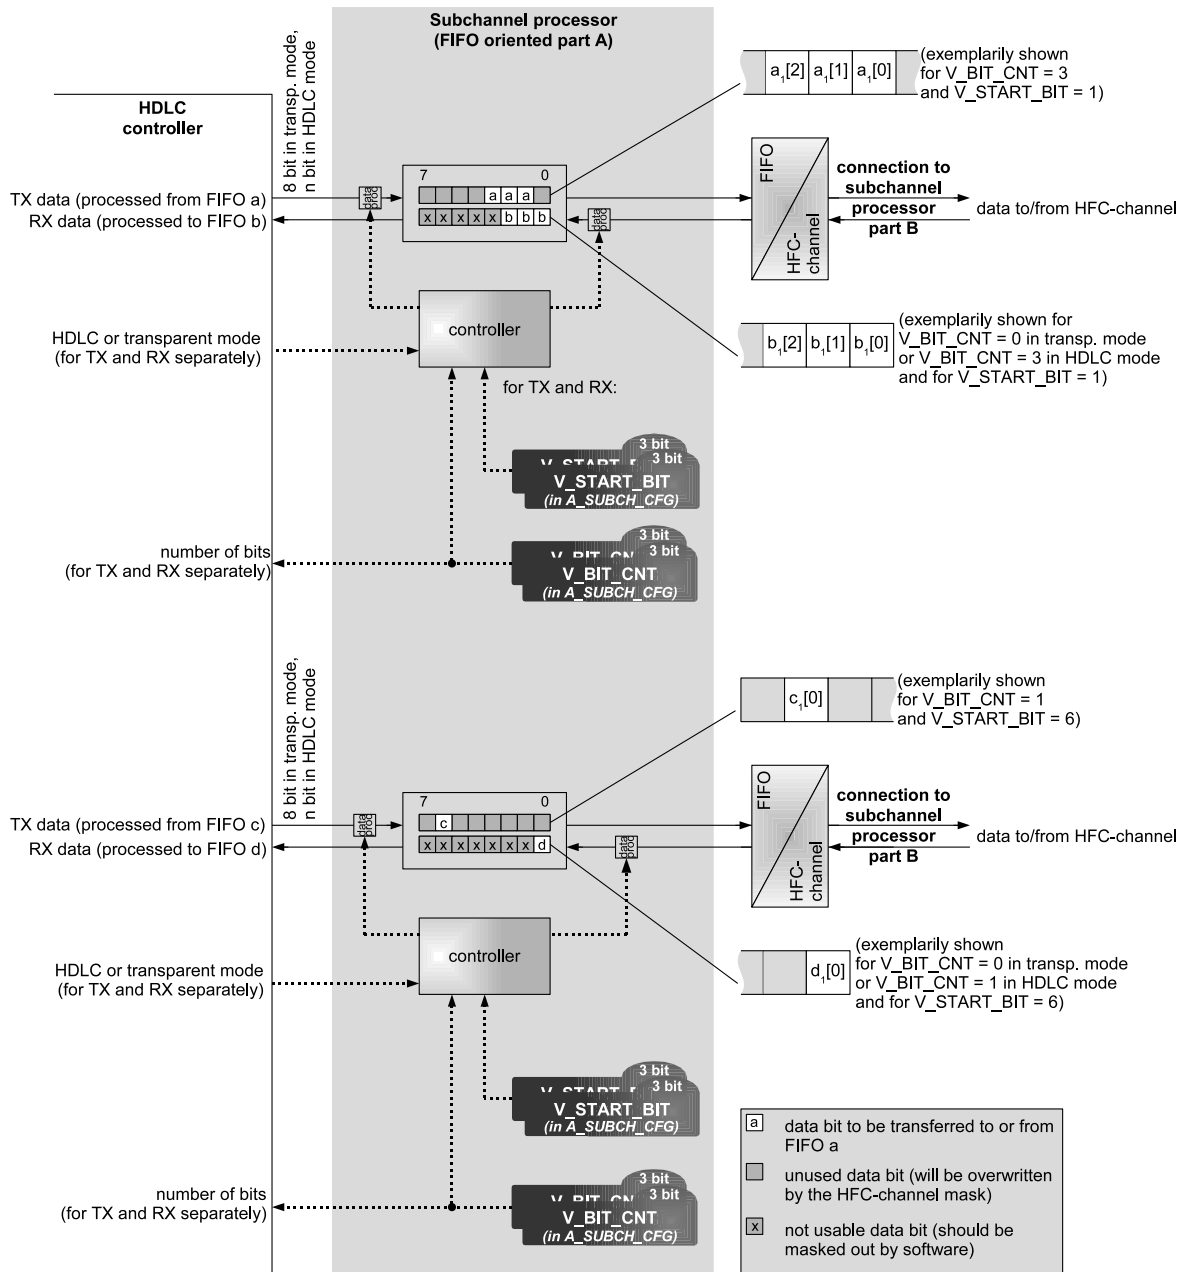 Subchannel processor
(FIFO oriented part A)
HDLC
controller
8 bit in transp. mode,
n bit in HDLC mode
a₁[2] a₁[1] a₁[0]
(exemplarily shown
for V_BIT_CNT = 3
and V_START_BIT = 1)
7 0
a a a
x x x x x b b b
data proc
data proc
TX data (processed from FIFO a)
RX data (processed to FIFO b)
FIFO
HFC-channel
connection to
subchannel
processor
part B
data to/from HFC-channel
controller
HDLC or transparent mode
(for TX and RX separately)
b₁[2] b₁[1] b₁[0]
(exemplarily shown for
V_BIT_CNT = 0 in transp. mode
or V_BIT_CNT = 3 in HDLC mode
and for V_START_BIT = 1)
for TX and RX:
3 bit
3 bit
V_START_BIT
(in A_SUBCH_CFG)
3 bit
3 bit
V_BIT_CNT
(in A_SUBCH_CFG)
number of bits
(for TX and RX separately)
8 bit in transp. mode,
n bit in HDLC mode
c₁[0]
(exemplarily shown
for V_BIT_CNT = 1
and V_START_BIT = 6)
7 0
c
x x x x x x x d
data proc
data proc
TX data (processed from FIFO c)
RX data (processed to FIFO d)
FIFO
HFC-channel
connection to
subchannel
processor
part B
data to/from HFC-channel
controller
HDLC or transparent mode
(for TX and RX separately)
d₁[0]
(exemplarily shown
for V_BIT_CNT = 0 in transp. mode
or V_BIT_CNT = 1 in HDLC mode
and for V_START_BIT = 6)
3 bit
3 bit
V_START_BIT
(in A_SUBCH_CFG)
3 bit
3 bit
V_BIT_CNT
(in A_SUBCH_CFG)
number of bits
(for TX and RX separately)
a data bit to be transferred to or from
FIFO a
unused data bit (will be overwritten
by the HFC-channel mask)
x not usable data bit (should be
masked out by software)